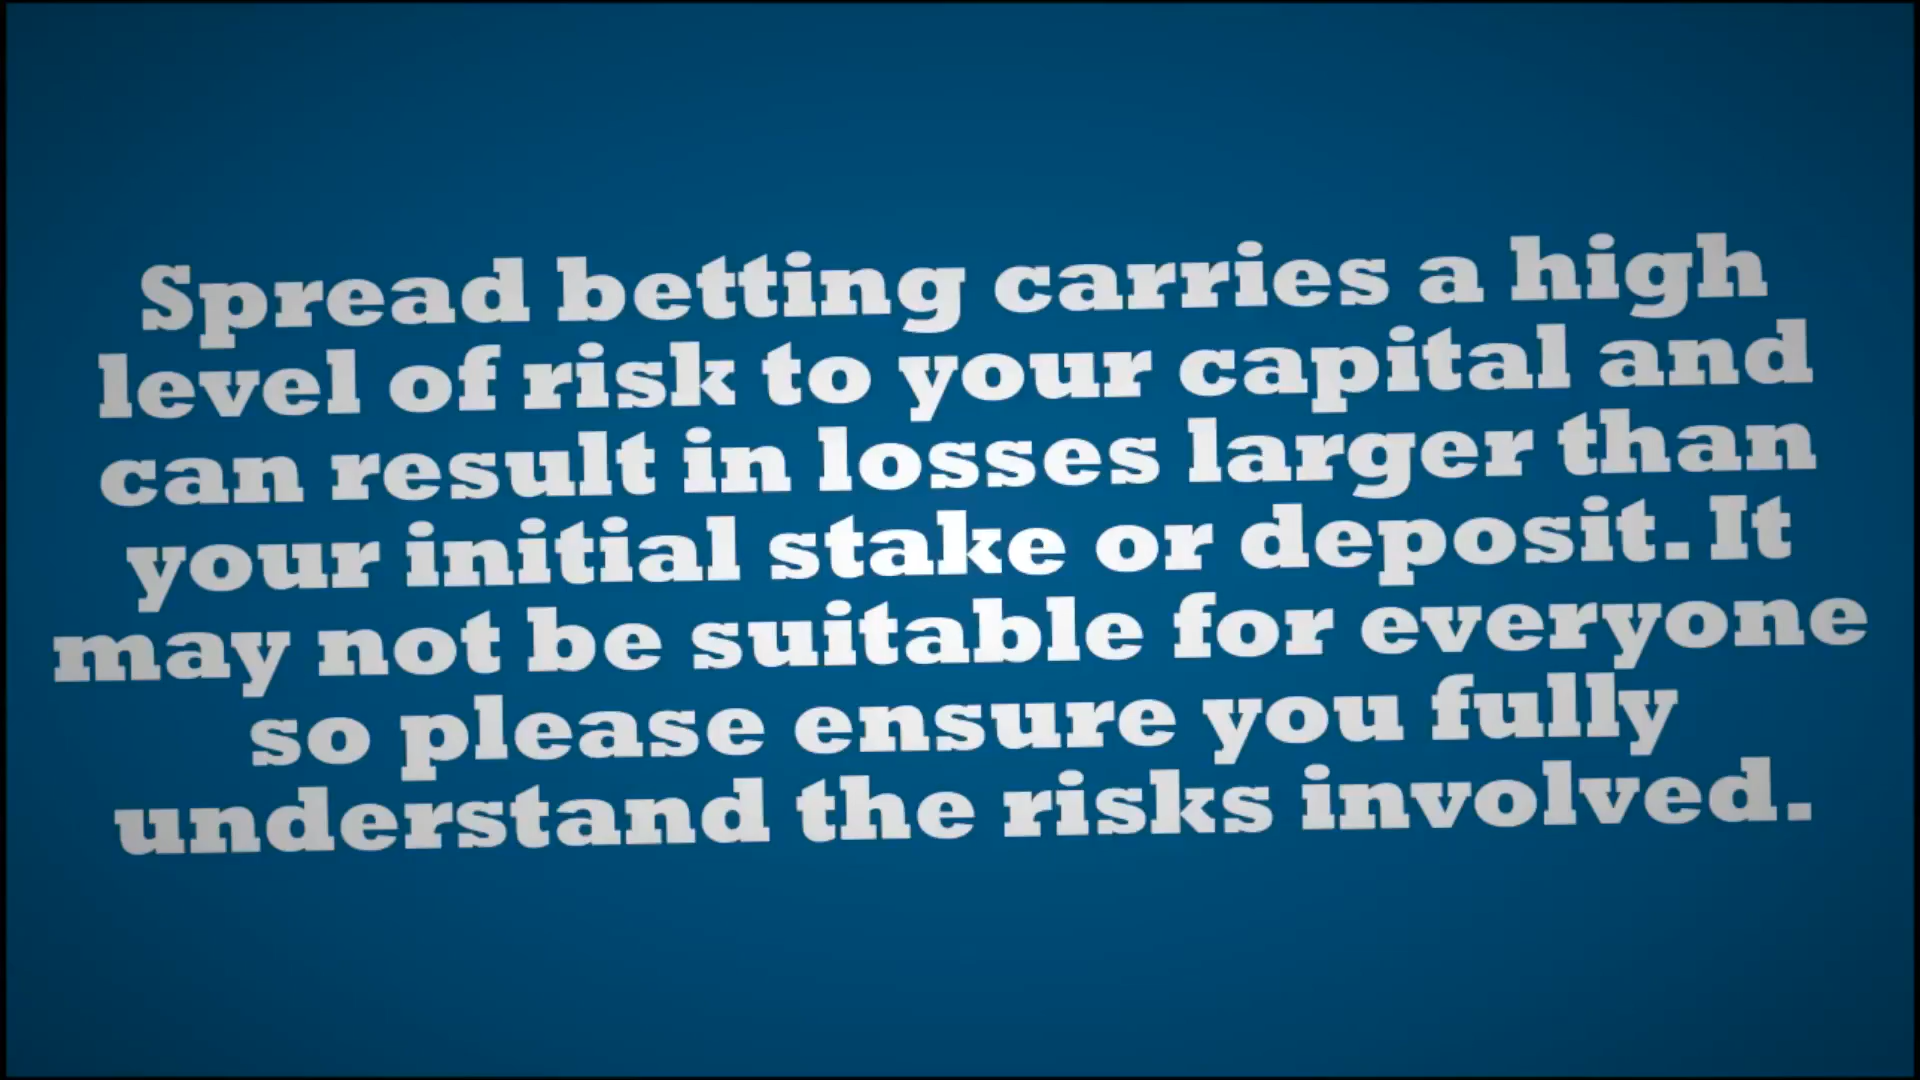 Spread betting carries a high
level of risk to your capital and
can result in losses larger than
your initial stake or deposit. It
may not be suitable for everyone
so please ensure you fully
understand the risks involved.